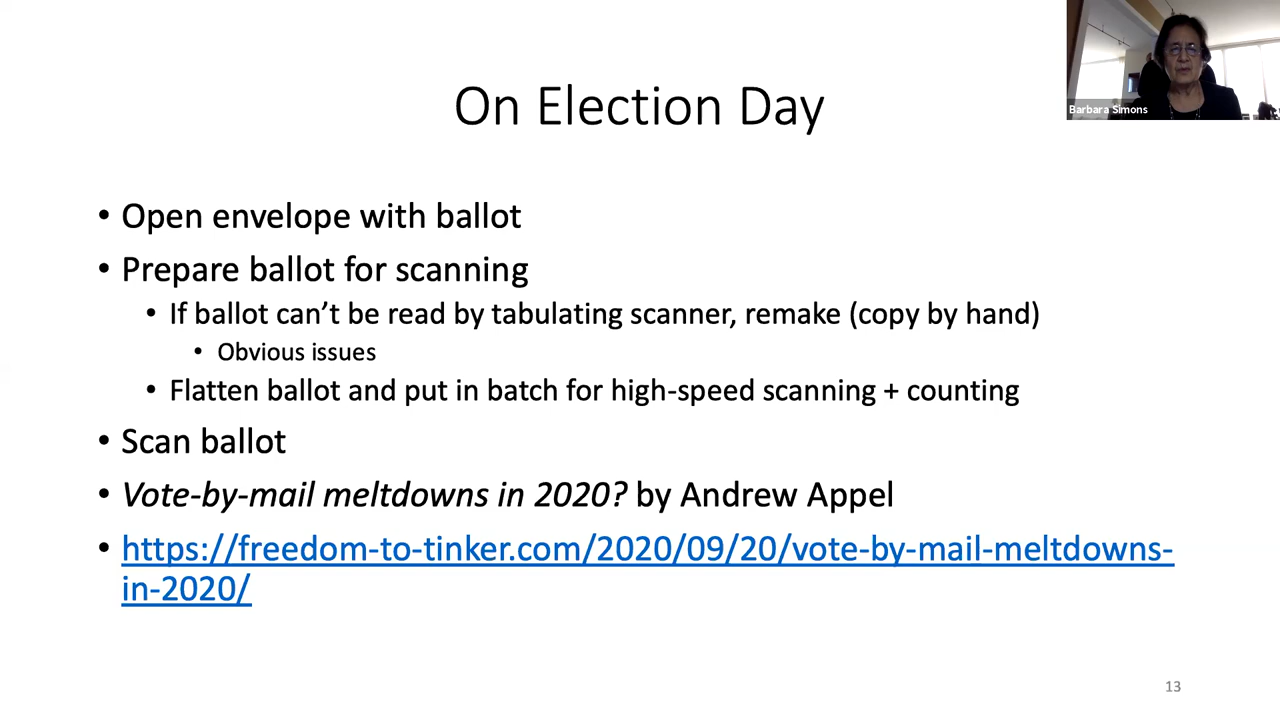 Barbara Simons
On Election Day
• Open envelope with ballot
• Prepare ballot for scanning
• If ballot can’t be read by tabulating scanner, remake (copy by hand)
• Obvious issues
• Flatten ballot and put in batch for high-speed scanning + counting
• Scan ballot
• Vote-by-mail meltdowns in 2020? by Andrew Appel
• https://freedom-to-tinker.com/2020/09/20/vote-by-mail-meltdowns-
in-2020/
13